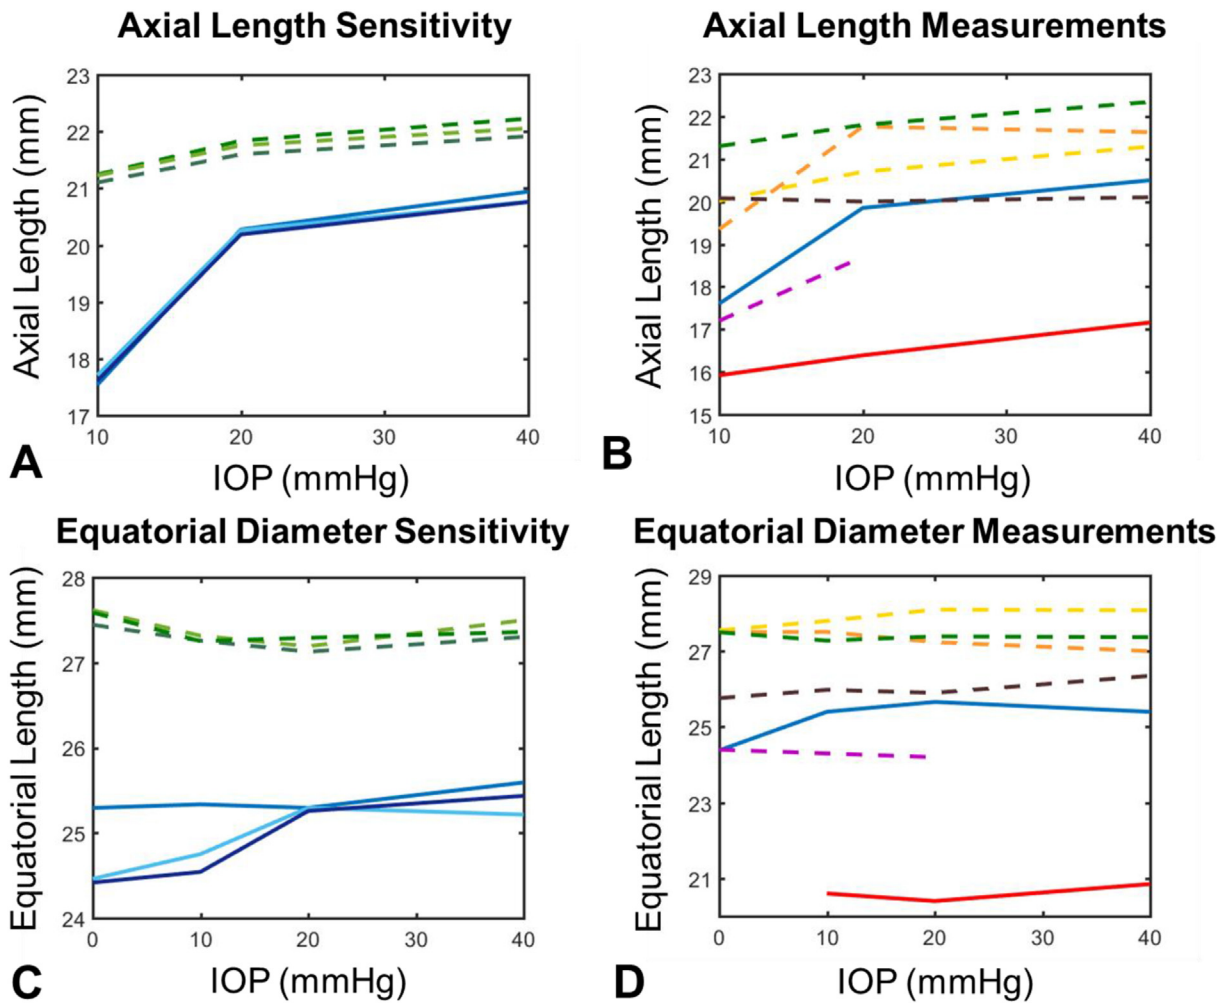 Axial Length Sensitivity
Axial Length Measurements
23
22
21
20
19
18
17
10
20
30
40
Axial Length (mm)
IOP (mmHg)
A
23
22
21
20
19
18
17
16
15
10
20
30
40
Axial Length (mm)
IOP (mmHg)
B
Equatorial Diameter Sensitivity
Equatorial Diameter Measurements
28
27
26
25
24
0
10
20
30
40
Equatorial Length (mm)
IOP (mmHg)
C
29
27
25
23
21
0
10
20
30
40
Equatorial Length (mm)
IOP (mmHg)
D